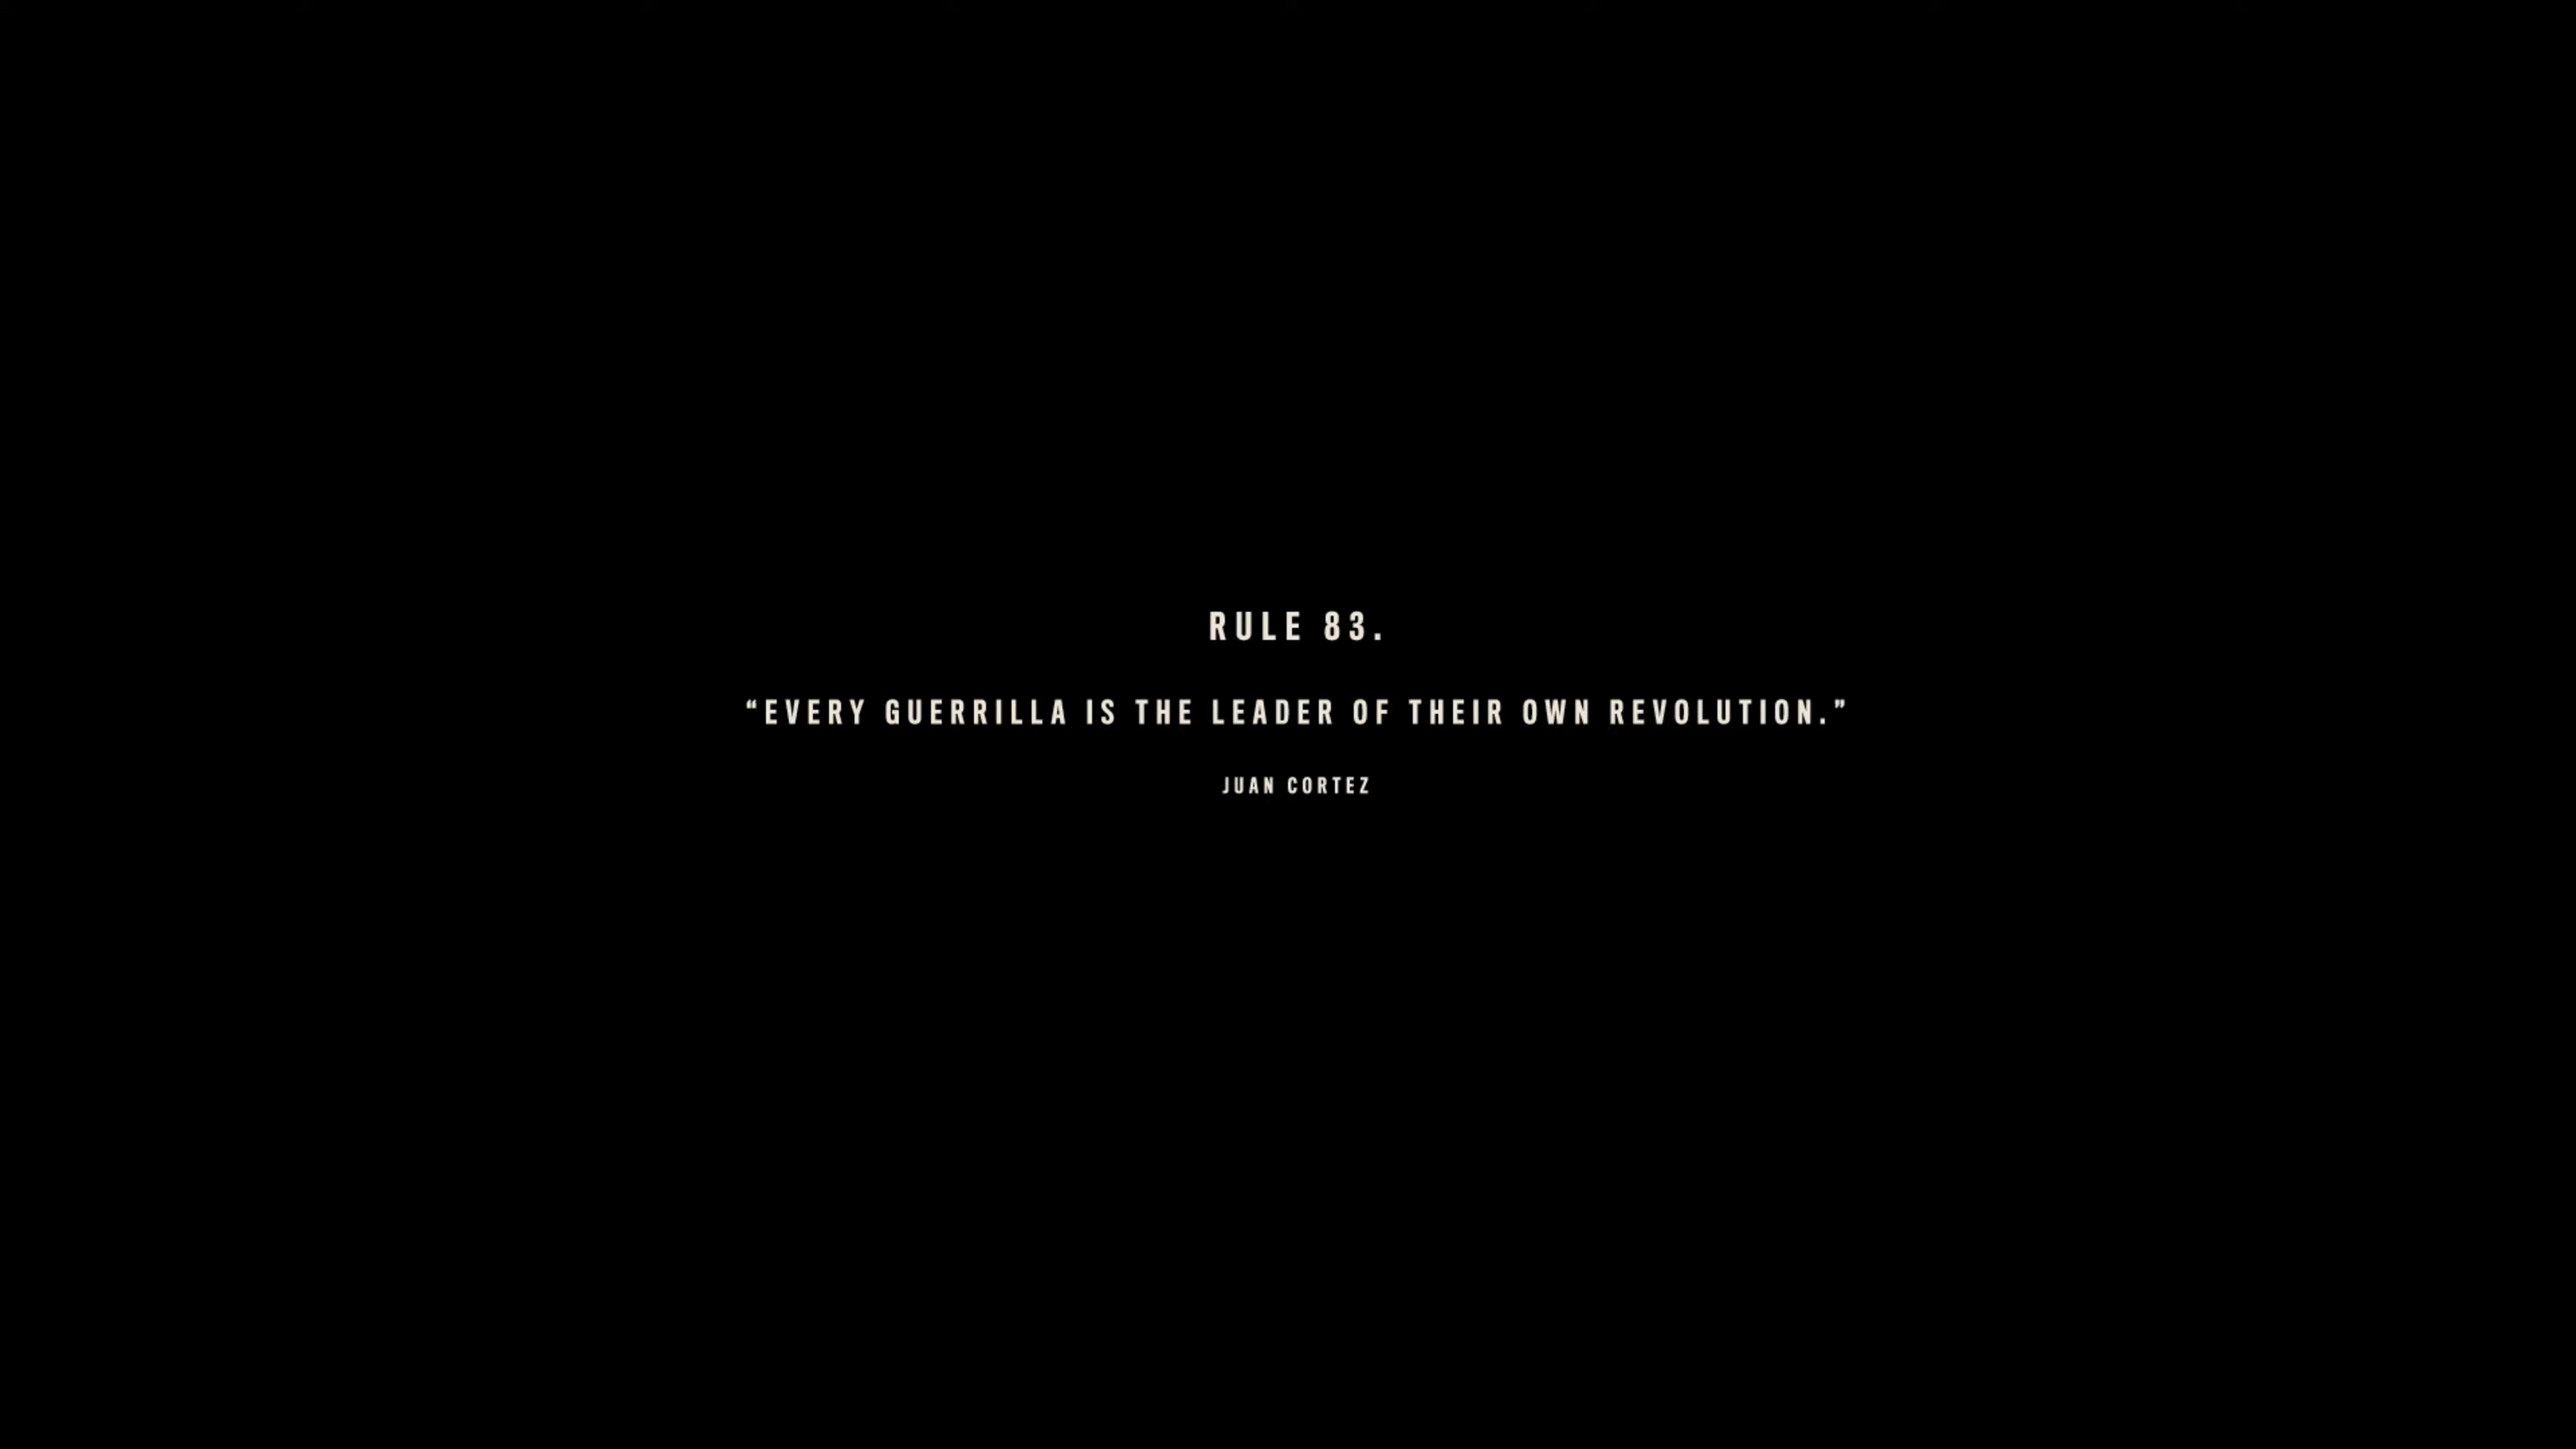 RULE 83.
“EVERY GUERRILLA IS THE LEADER OF THEIR OWN REVOLUTION.”
JUAN CORTEZ